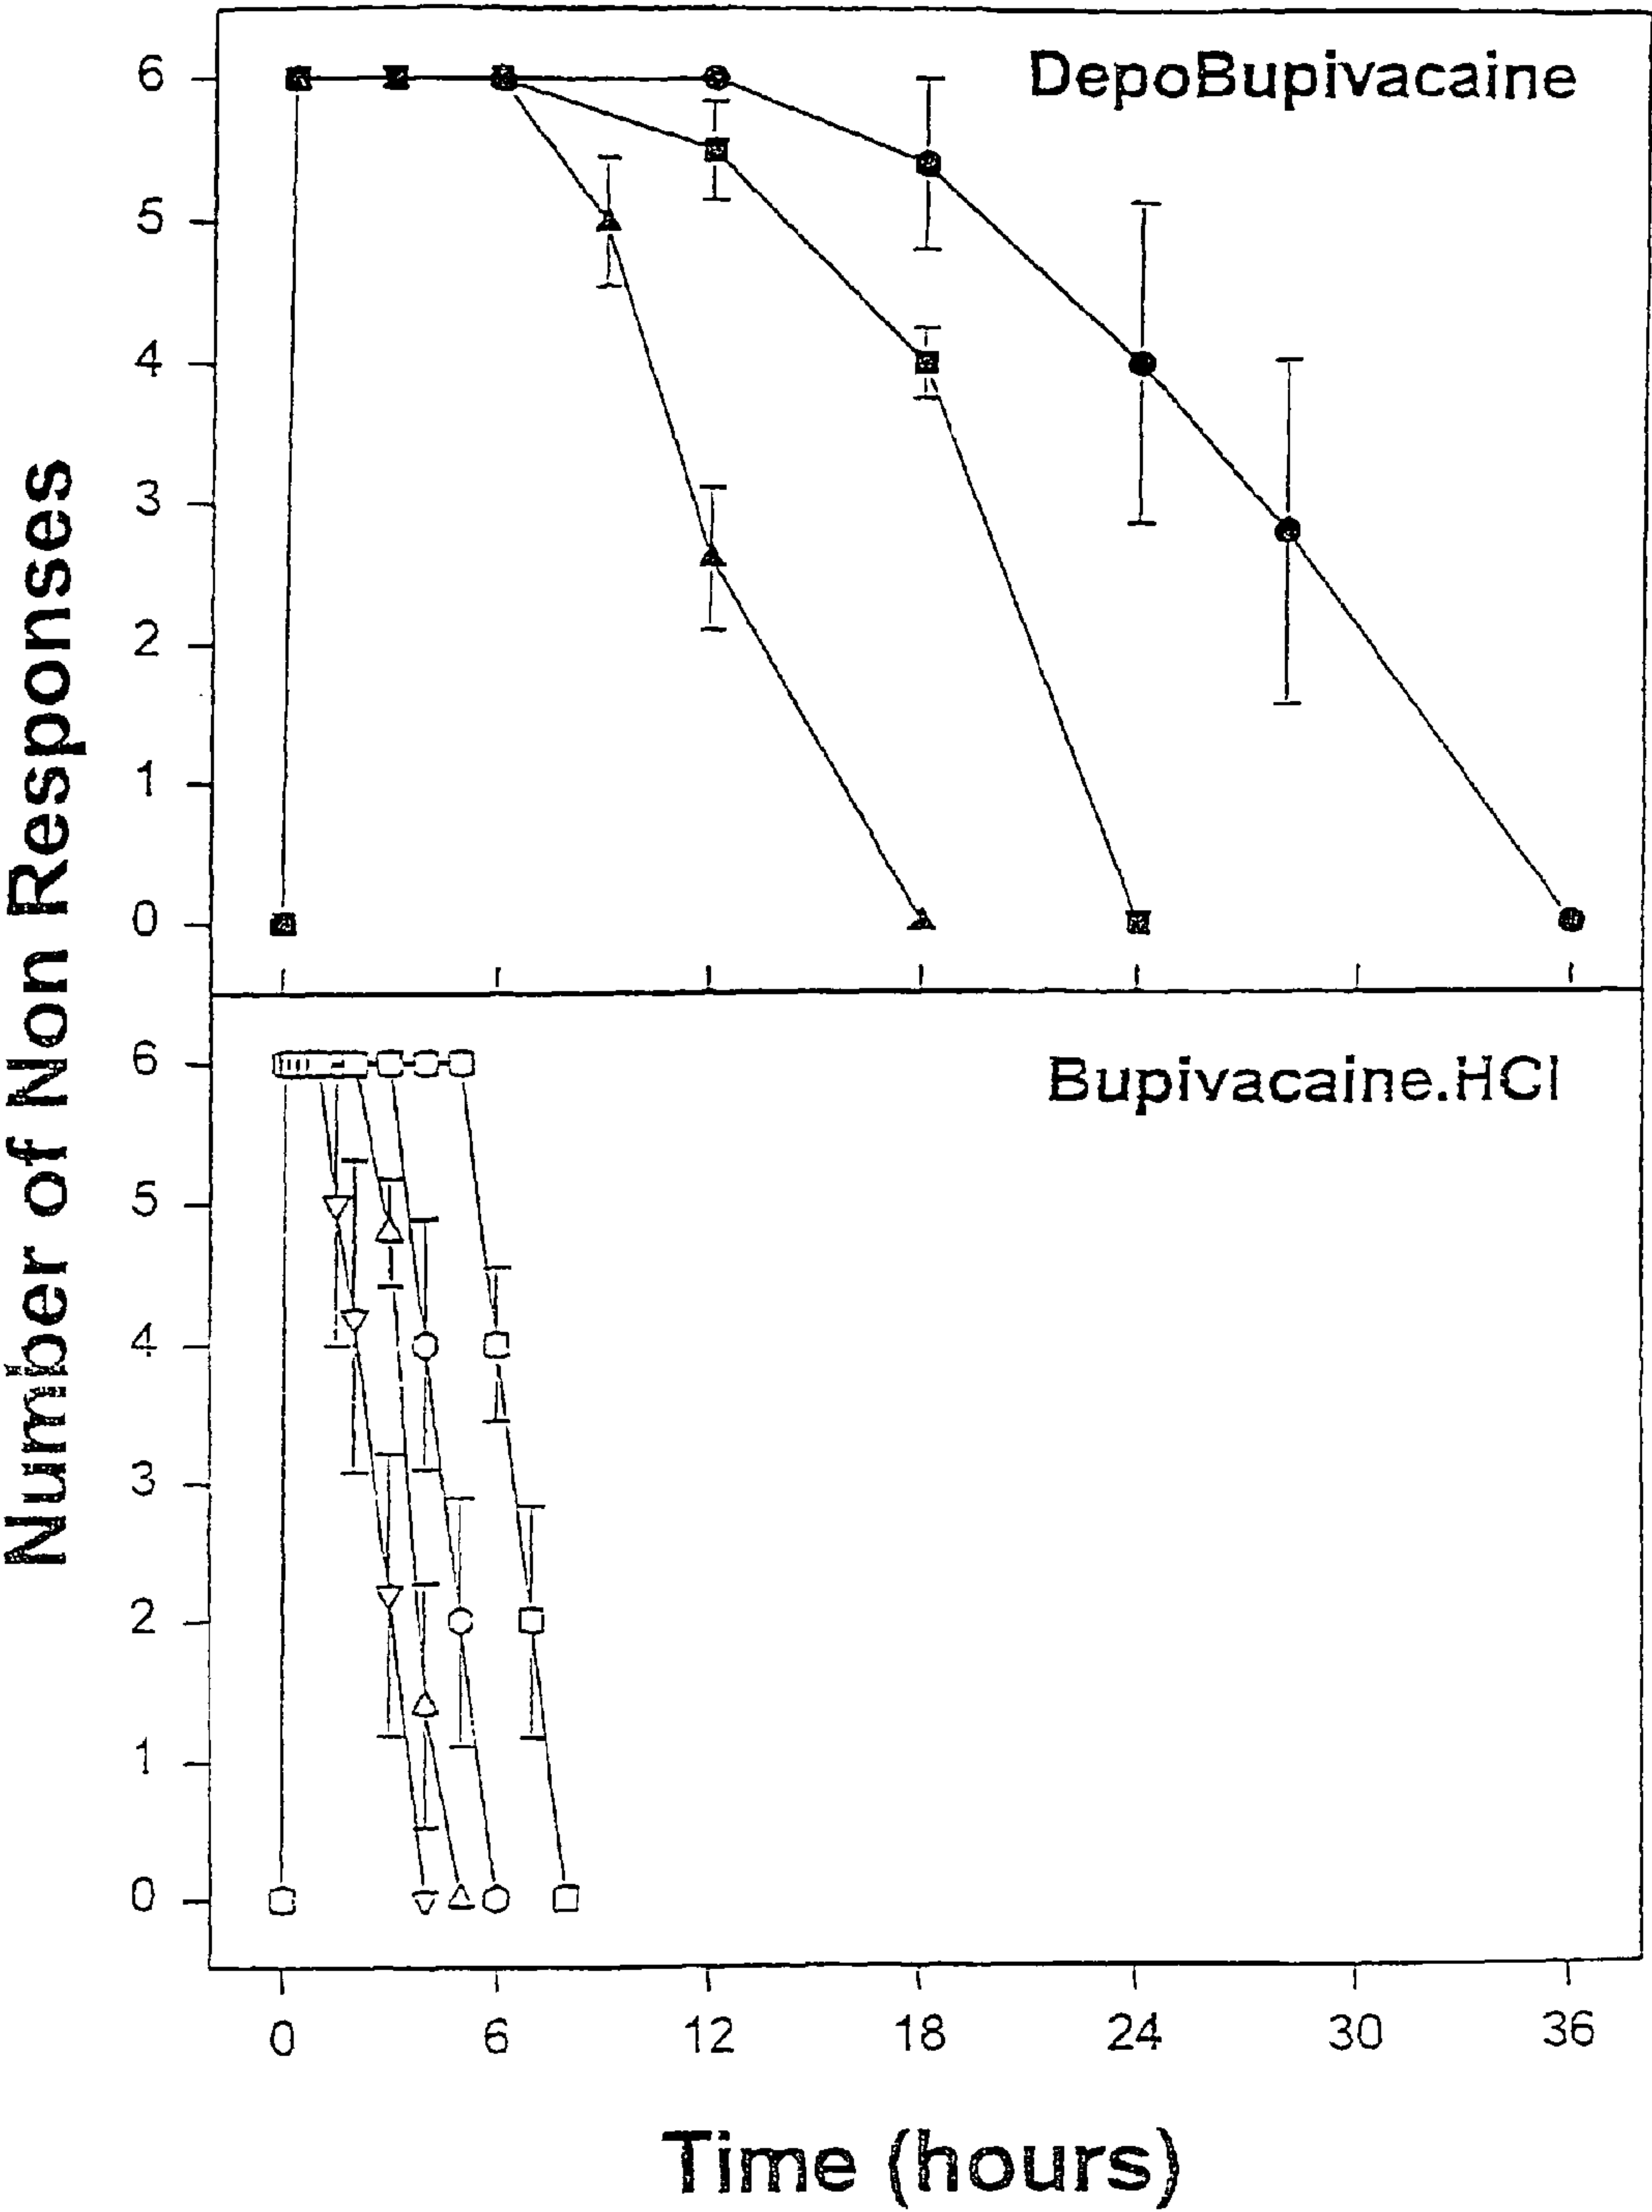 Number of Non Responses
DepoBupivacaine
6
5
4
3
2
1
0
Bupivacaine.HCl
6
5
4
3
2
1
0
0 6 12 18 24 30 36
Time (hours)